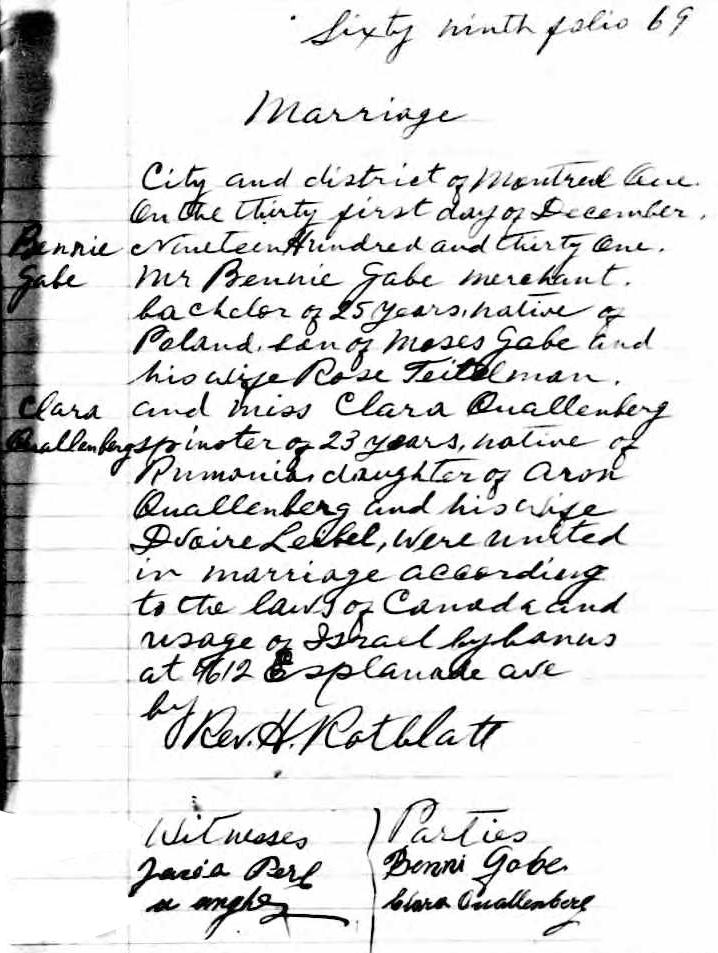 Sixty ninth folio 69
Marriage
City and district of Montreal Que.
On the thirty first day of December.
Nineteen Hundred and thirty One.
Bennie Gabe
Mr Bennie Gabe merchant.
bachelor of 25 years, native of
Poland. son of Moses Gabe and
his wife Rose Teitelman.
Clara Quallenberg
and Miss Clara Quallenberg
spinster of 23 years, native of
Rumania, daughter of Aron
Quallenberg and his wife
Dvoire Leibel, were united
in marriage according
to the laws of Canada and
usage of Israel by banns
at 4612 Esplanade ave
by
Rev. H. Rotblatt
Witnesses
Perl
Parties
Benni Gabe
Clara Quallenberg